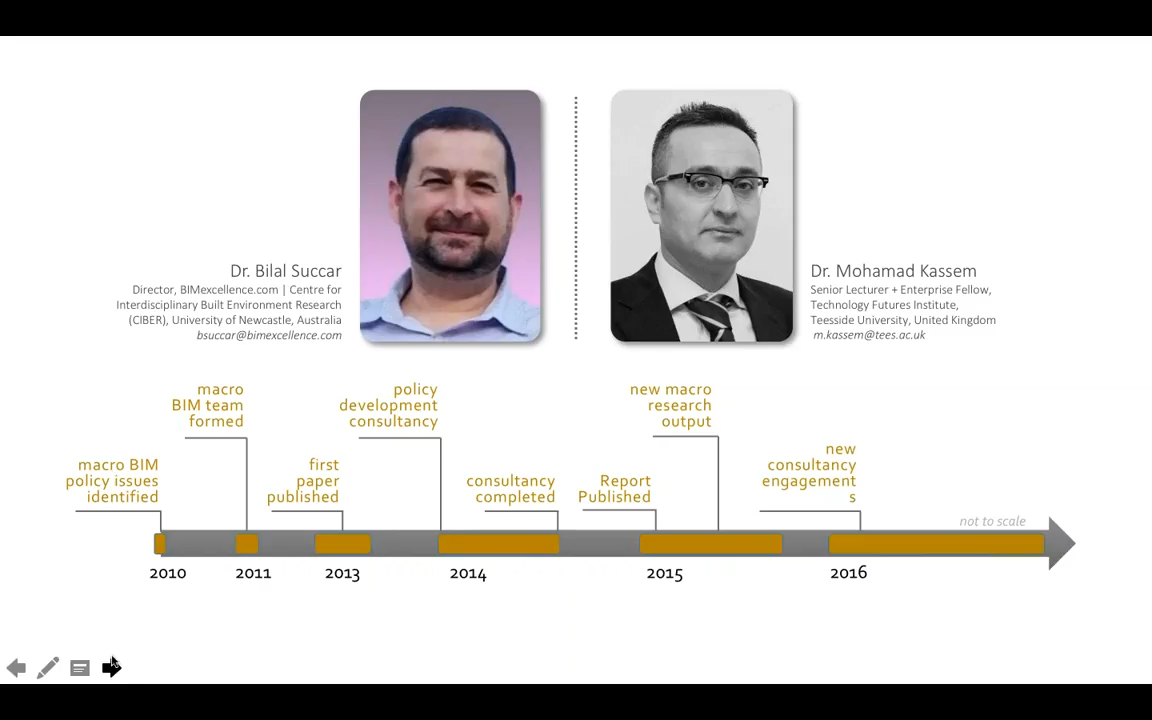 Dr. Bilal Succar
Director, BIMexcellence.com | Centre for
Interdisciplinary Built Environment Research
(CIBER), University of Newcastle, Australia
bsuccar@bimexcellence.com
Dr. Mohamad Kassem
Senior Lecturer + Enterprise Fellow,
Technology Futures Institute,
Teesside University, United Kingdom
m.kassem@tees.ac.uk
macro BIM
policy issues
identified
macro
BIM team
formed
first
paper
published
policy
development
consultancy
consultancy
completed
Report
Published
new macro
research
output
new
consultancy
engagement
s
not to scale
2010
2011
2013
2014
2015
2016